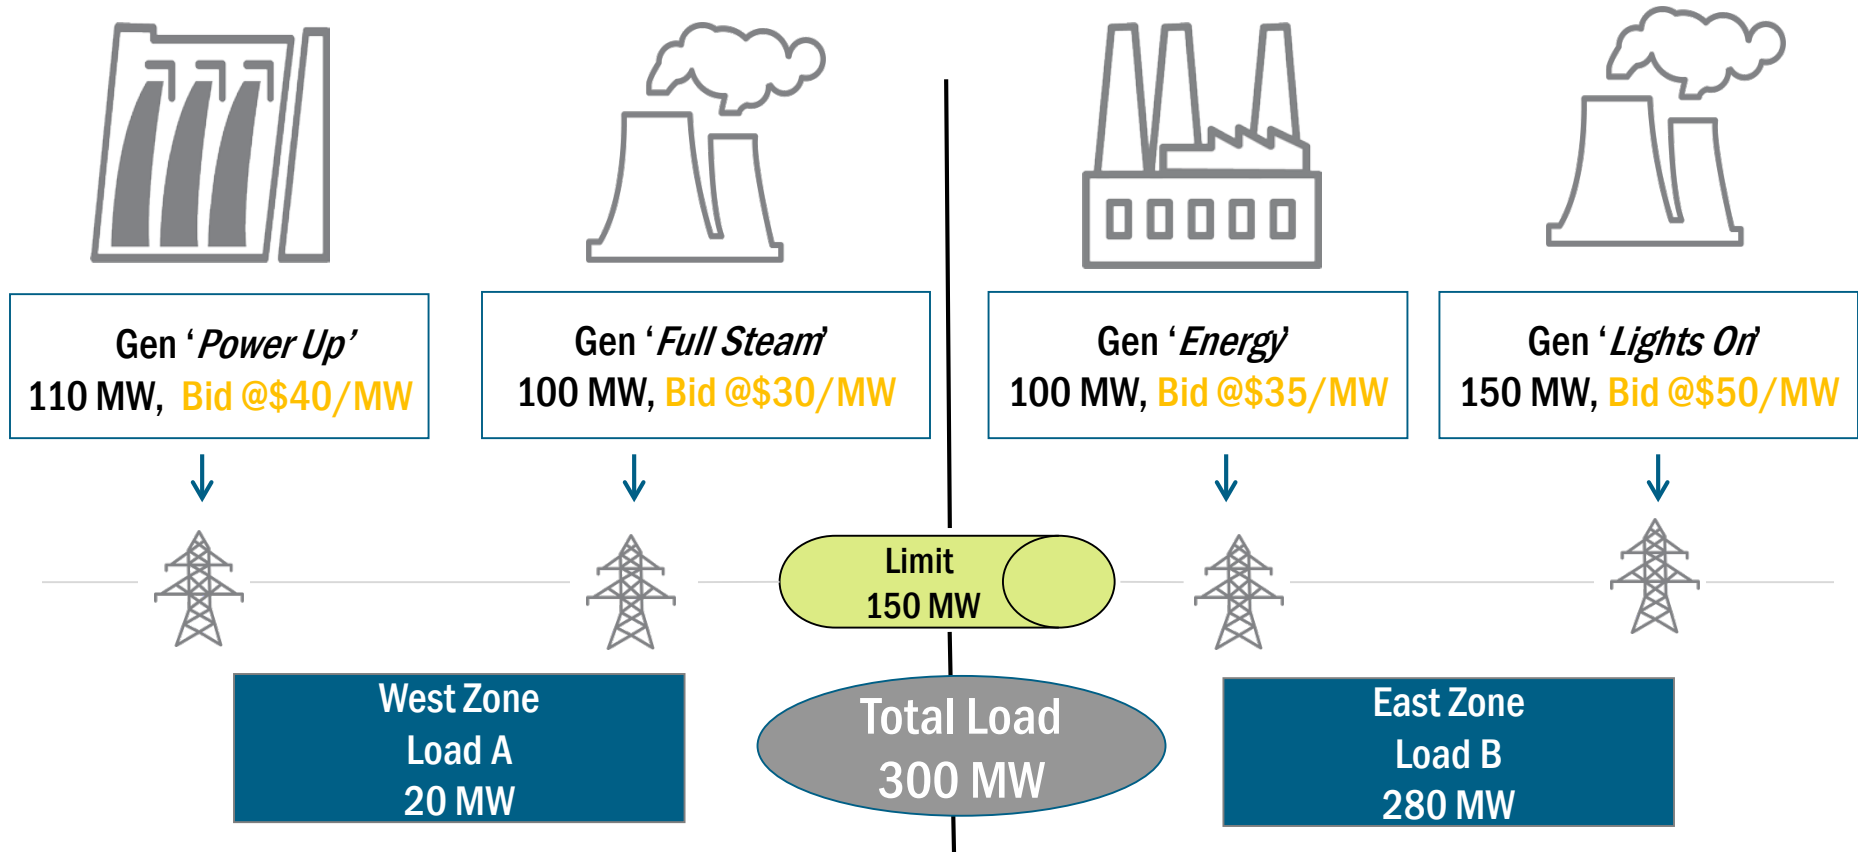 Gen ‘Power Up’
110 MW, Bid @$40/MW
Gen ‘Full Steam’
100 MW, Bid @$30/MW
Gen ‘Energy’
100 MW, Bid @$35/MW
Gen ‘Lights On’
150 MW, Bid @$50/MW
Limit
150 MW
West Zone
Load A
20 MW
Total Load
300 MW
East Zone
Load B
280 MW